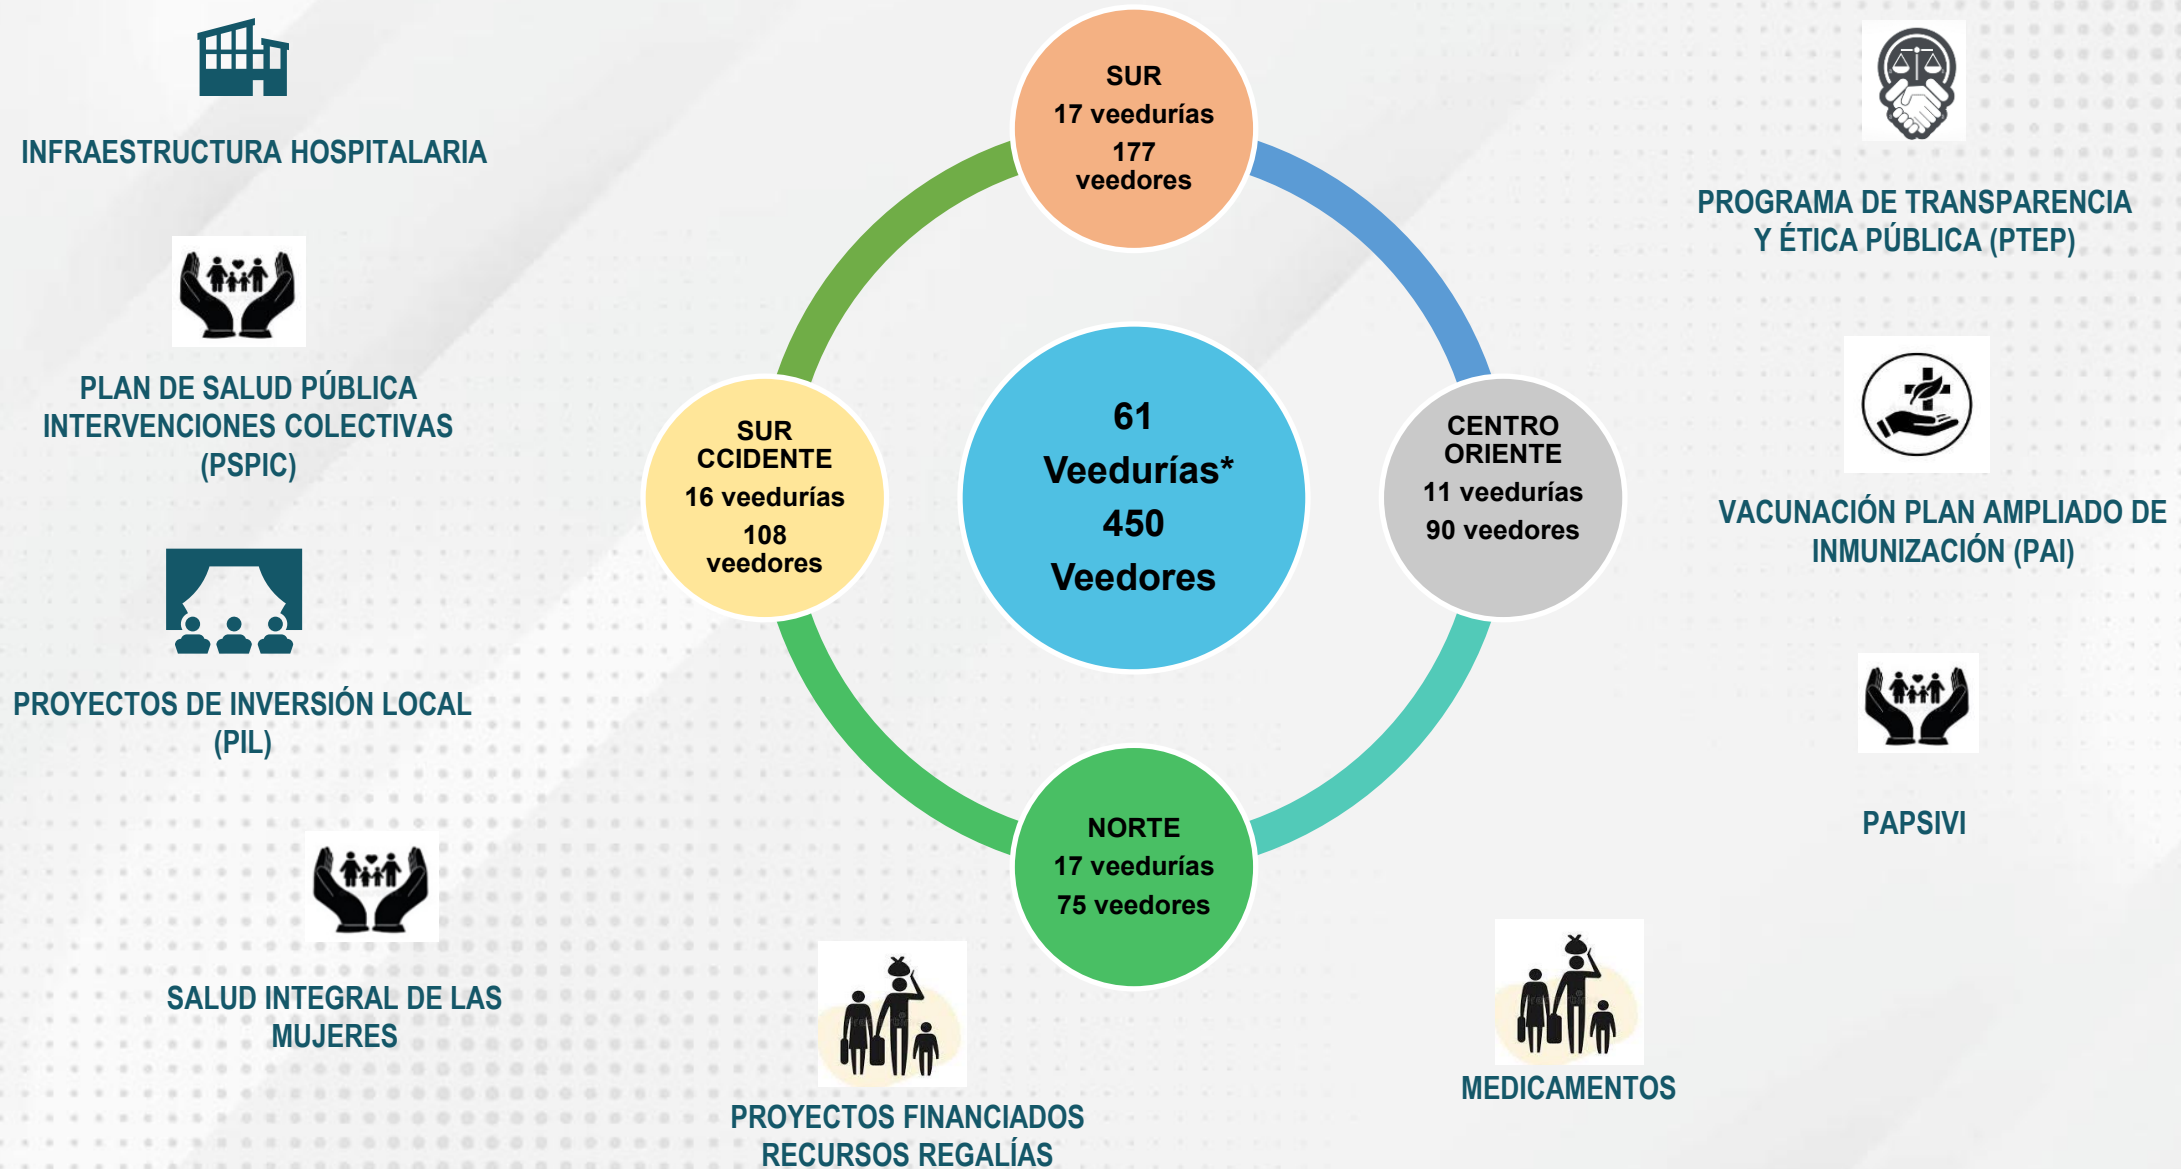 INFRAESTRUCTURA HOSPITALARIA
PLAN DE SALUD PÚBLICA
INTERVENCIONES COLECTIVAS
(PSPIC)
PROYECTOS DE INVERSIÓN LOCAL
(PIL)
SALUD INTEGRAL DE LAS
MUJERES
SUR
17 veedurías
177
veedores
SUR
CCIDENTE
16 veedurías
108
veedores
61
Veedurías*
450
Veedores
CENTRO
ORIENTE
11 veedurías
90 veedores
NORTE
17 veedurías
75 veedores
PROYECTOS FINANCIADOS
RECURSOS REGALÍAS
PROGRAMA DE TRANSPARENCIA
Y ÉTICA PÚBLICA (PTEP)
VACUNACIÓN PLAN AMPLIADO DE
INMUNIZACIÓN (PAI)
PAPSIVI
MEDICAMENTOS